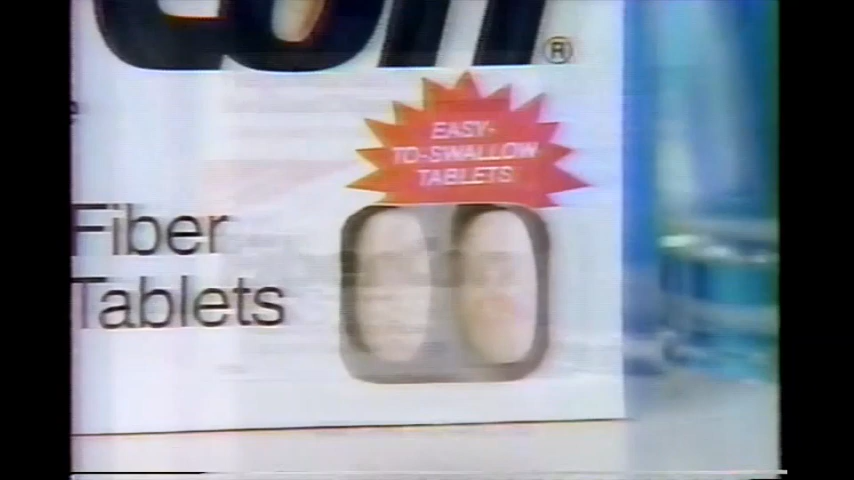 ®
EASY-
TO-SWALLOW
TABLETS
Fiber
Tablets